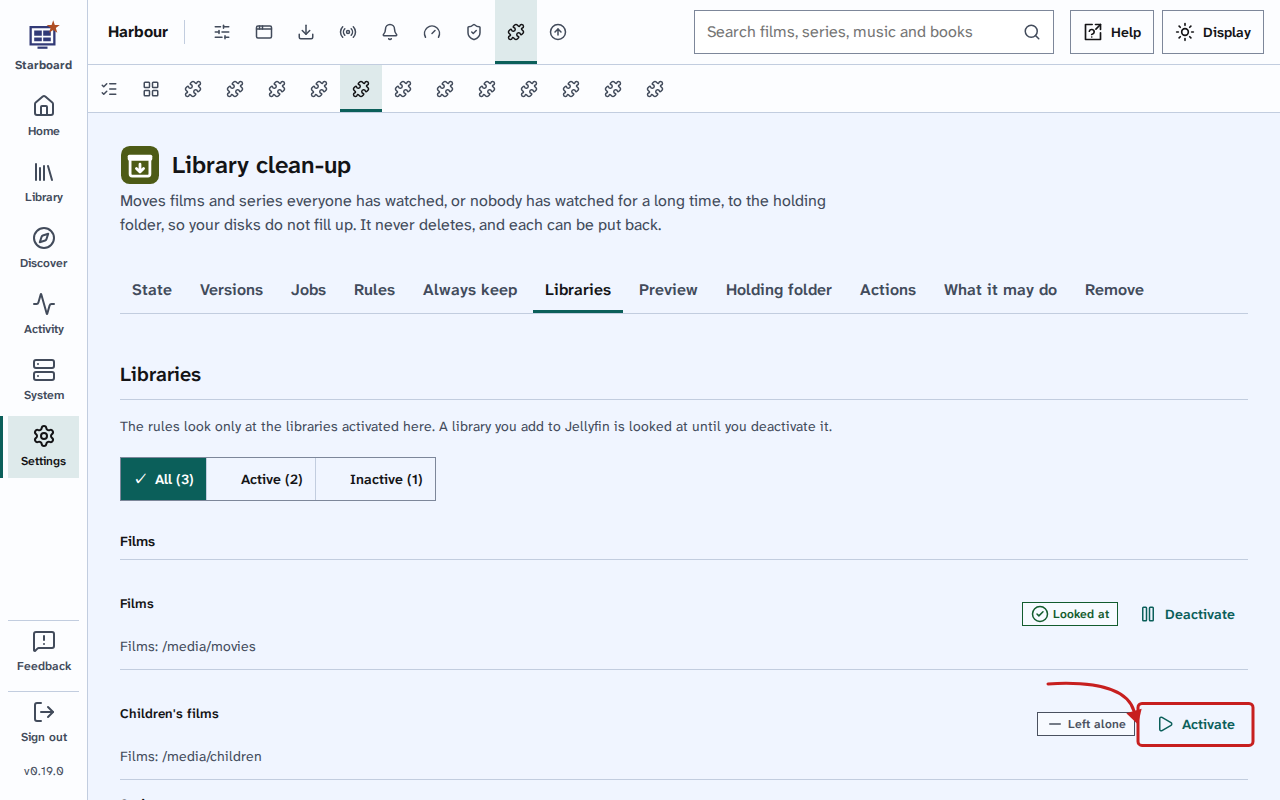 Starboard
Home
Library
Discover
Activity
System
Settings
Feedback
Sign out
v0.19.0
Harbour
Search films, series, music and books
Help
Display
Library clean-up
Moves films and series everyone has watched, or nobody has watched for a long time, to the holding
folder, so your disks do not fill up. It never deletes, and each can be put back.
State Versions Jobs Rules Always keep Libraries Preview Holding folder Actions What it may do Remove
Libraries
The rules look only at the libraries activated here. A library you add to Jellyfin is looked at until you deactivate it.
✓ All (3) Active (2) Inactive (1)
Films
Films
Looked at
Deactivate
Films: /media/movies
Children's films
Left alone
Activate
Films: /media/children